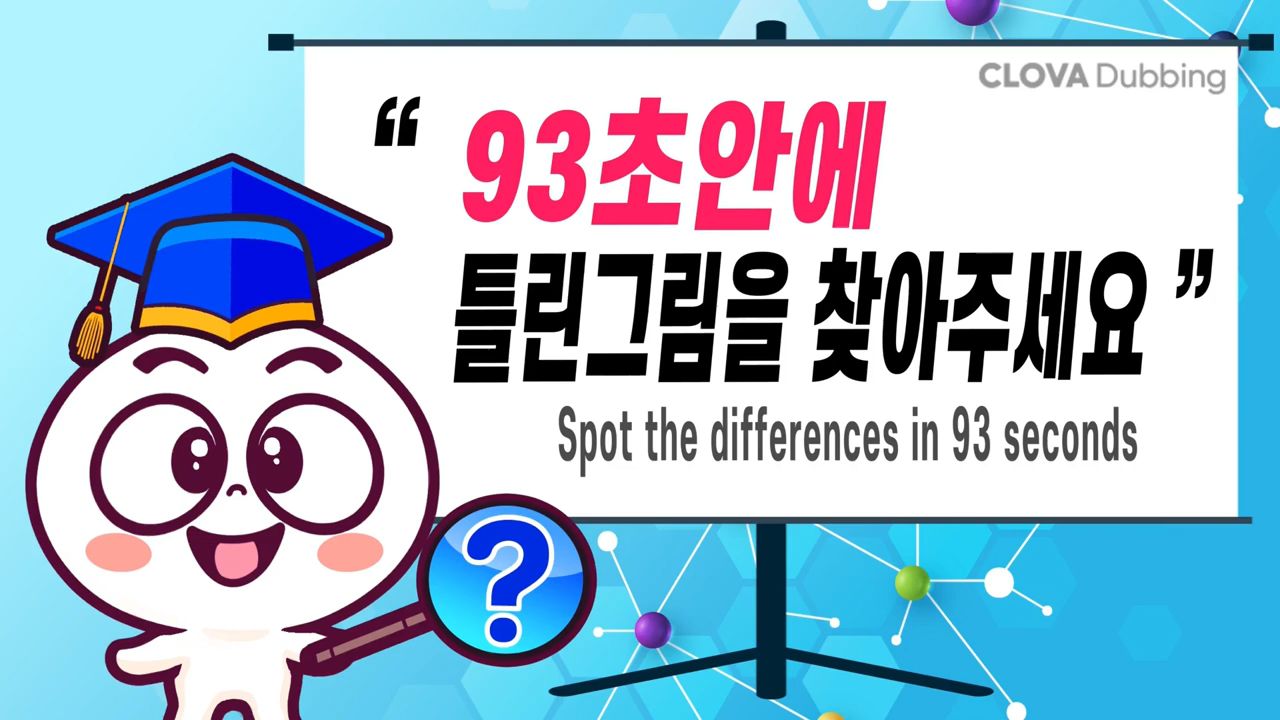 CLOVA Dubbing
“ 93초안에
틀린그림을 찾아주세요 ”
Spot the differences in 93 seconds
?